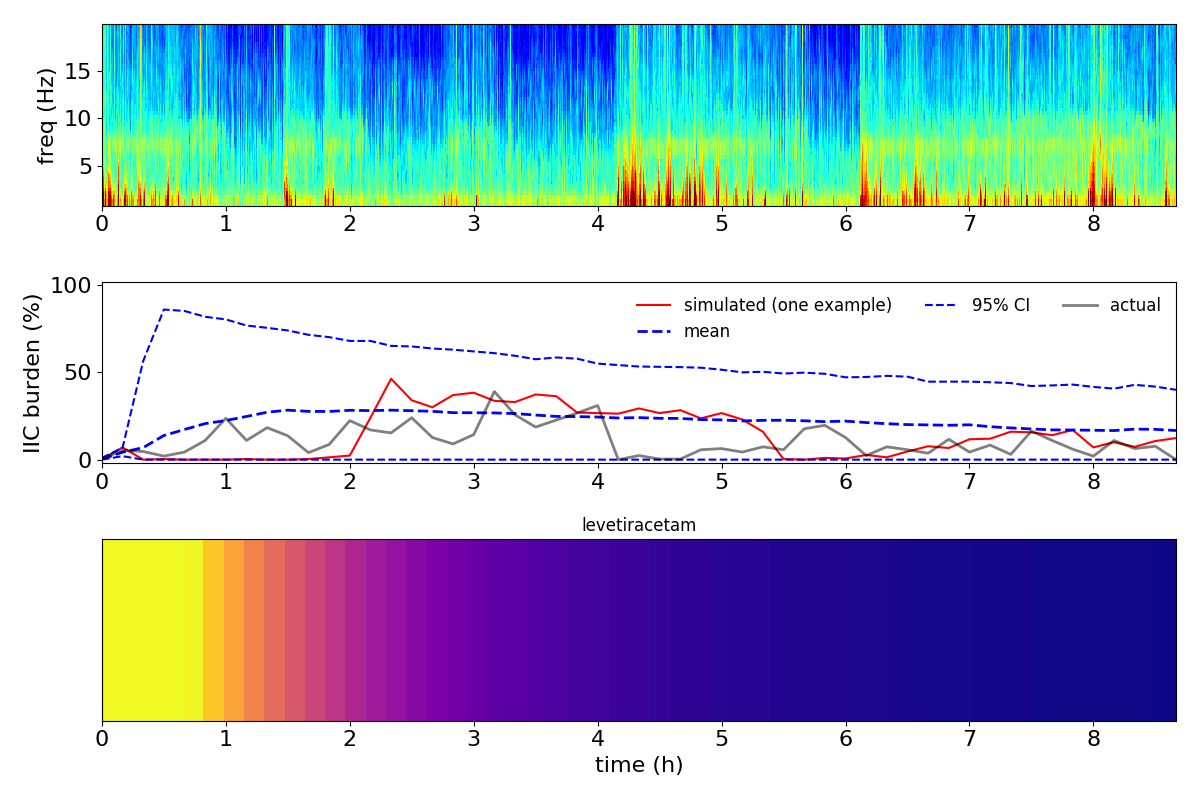 freq (Hz)
15
10
5
0 1 2 3 4 5 6 7 8
IIC burden (%)
100
50
0
simulated (one example) 95% CI actual
mean
0 1 2 3 4 5 6 7 8
levetiracetam
0 1 2 3 4 5 6 7 8
time (h)